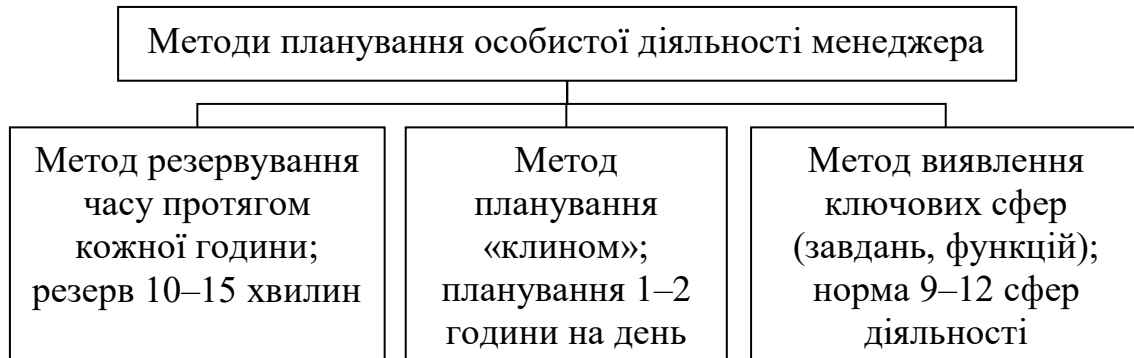 Методи планування особистої діяльності менеджера
Метод резервування
часу протягом
кожної години;
резерв 10–15 хвилин
Метод
планування
«клином»;
планування 1–2
години на день
Метод виявлення
ключових сфер
(завдань, функцій);
норма 9–12 сфер
діяльності